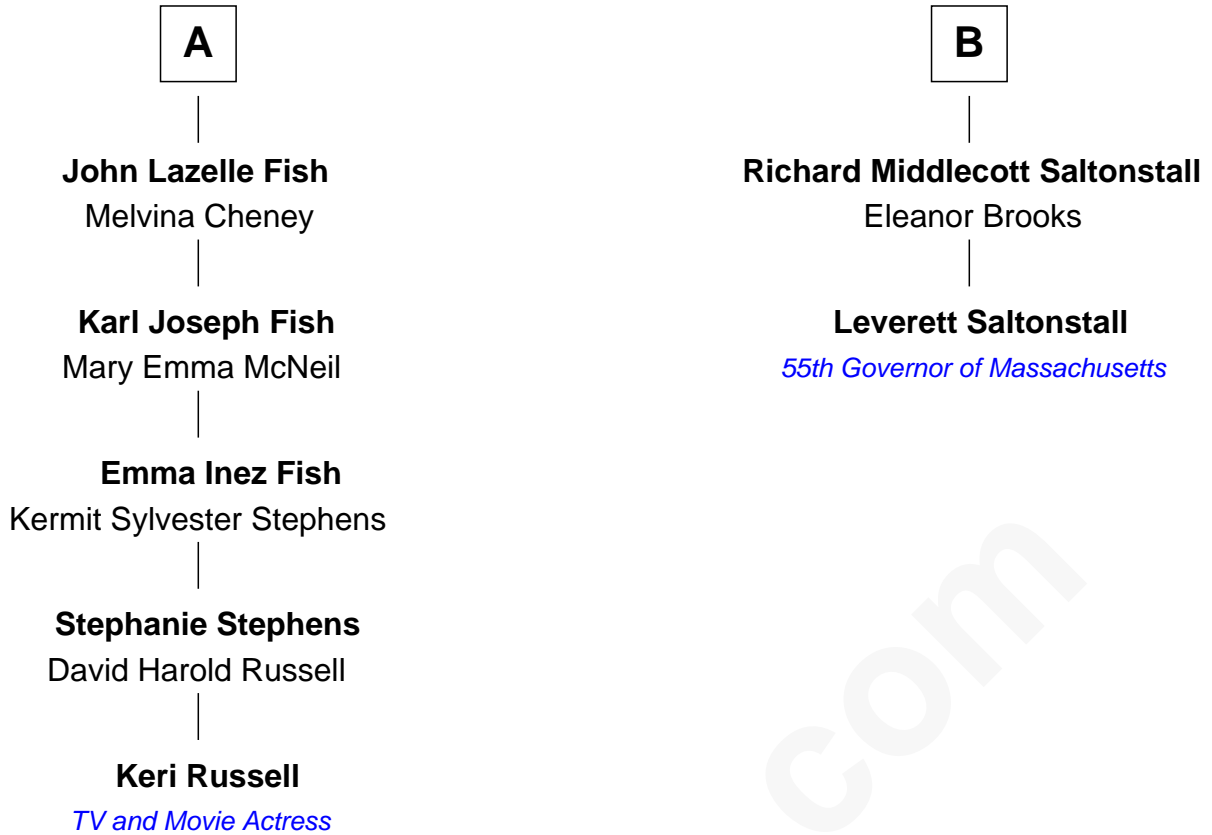 A
John Lazelle Fish
Melvina Cheney
Karl Joseph Fish
Mary Emma McNeil
Emma Inez Fish
Kermit Sylvester Stephens
Stephanie Stephens
David Harold Russell
Keri Russell
TV and Movie Actress
B
Richard Middlecott Saltonstall
Eleanor Brooks
Leverett Saltonstall
55th Governor of Massachusetts
com